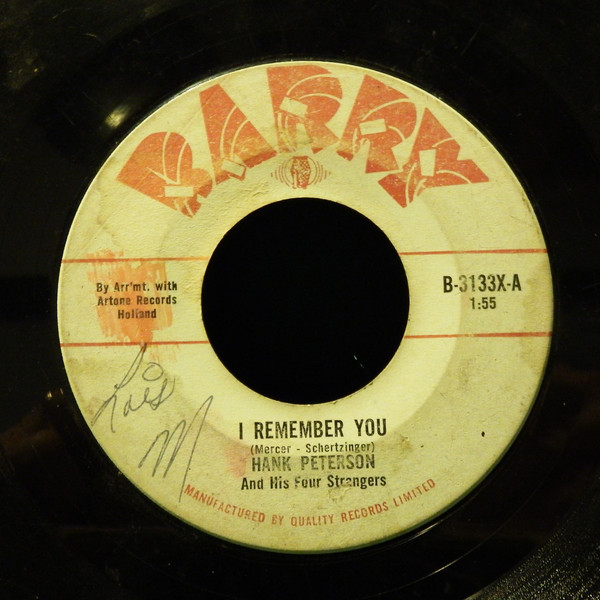 BARRY
By Arr'mt. with
Artone Records
Holland
B-3133X-A
1:55
Lois
M
I REMEMBER YOU
(Mercer - Schertzinger)
HANK PETERSON
And His Four Strangers
MANUFACTURED BY QUALITY RECORDS LIMITED